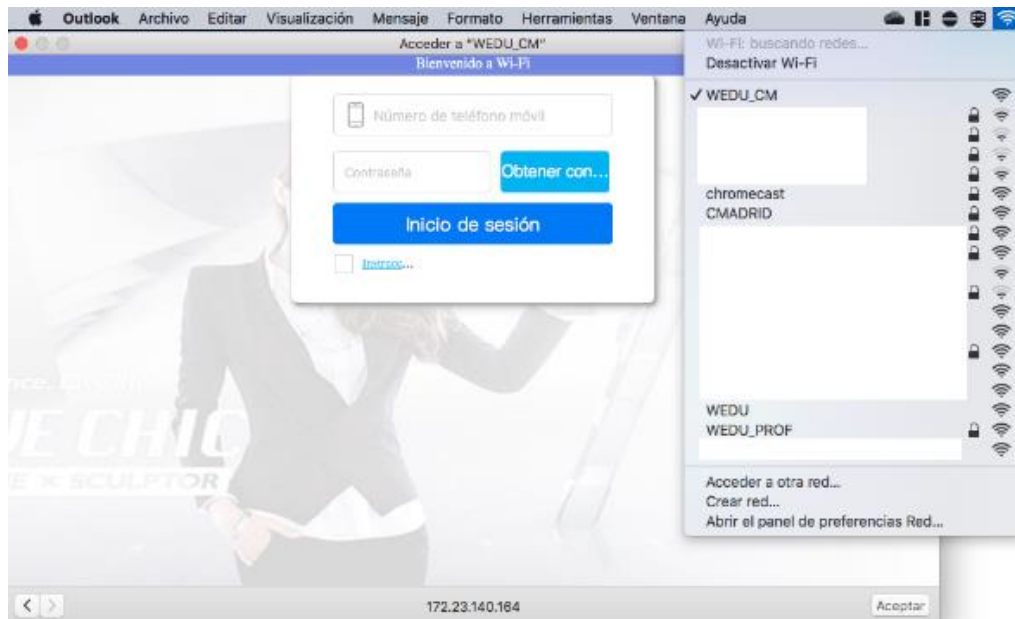 Outlook Archivo Editar Visualización Mensaje Formato Herramientas Ventana Ayuda
Acceder a "WEDU_CM"
Bienvenido a Wi-Fi
Número de teléfono móvil
Contraseña
Obtener con...
Inicio de sesión
CHIC
SCULPTOR
172.23.140.164
Aceptar
Wi-Fi: buscando redes...
Desactivar Wi-Fi
WEDU_CM
chromecast
CMADRID
WEDU
WEDU_PROF
Acceder a otra red...
Crear red...
Abrir el panel de preferencias Red...